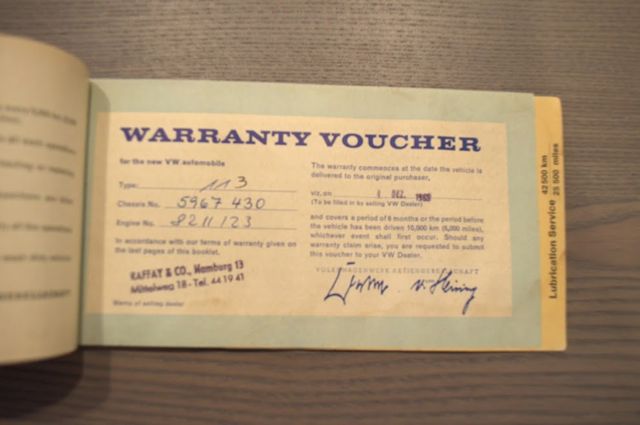 WARRANTY VOUCHER
for the new VW automobile
Type: 113
Chassis No. 5967 430
Engine No. 8211123
In accordance with our terms of warranty given on
the last pages of this booklet.
RAFFAY & CO., Hamburg 13
Mittelweg 18 - Tel. 44 19 41
Stamp of selling dealer
The warranty commences at the date the vehicle is
delivered to the original purchaser,
viz. on DEZ.
(To be filled in by selling VW Dealer)
and covers a period of 6 months or the period before
the vehicle has been driven 10,000 km (6,000 miles),
whichever event shall first occur. Should any
warranty claim arise, you are requested to submit
this voucher to your VW Dealer.
VOLKSWAGENWERK AKTIENGESELLSCHAFT
Lubrication Service 42 500 km
25 500 miles